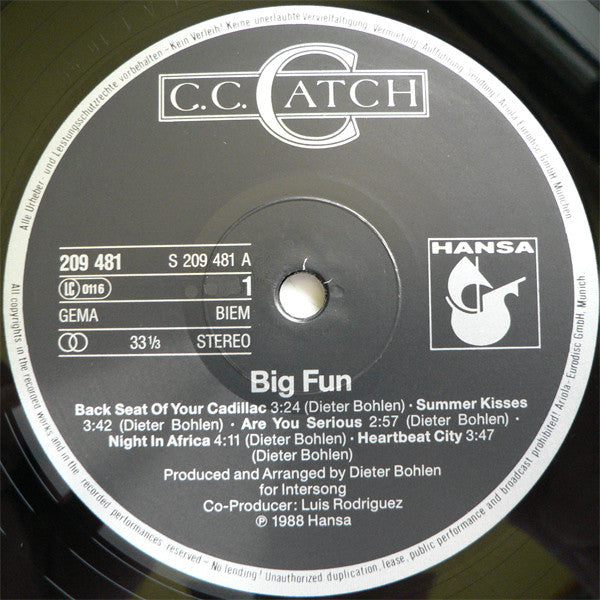 Alle Urheber- und Leistungsschutzrechte vorbehalten - Kein Verleih! Keine unerlaubte Vervielfältigung, Vermietung, Aufführung, Sendung! Ariola-Eurodisc GmbH, München
C.C. CATCH
209 481 S 209 481 A
LC 0116 1
GEMA BIEM
33 1/3 STEREO
HANSA
Big Fun
Back Seat Of Your Cadillac 3:24 (Dieter Bohlen) · Summer Kisses
3:42 (Dieter Bohlen) · Are You Serious 2:57 (Dieter Bohlen) ·
Night In Africa 4:11 (Dieter Bohlen) · Heartbeat City 3:47
(Dieter Bohlen)
Produced and Arranged by Dieter Bohlen
for Intersong
Co-Producer: Luis Rodriguez
℗ 1988 Hansa
All copyrights in the recorded works and in the recorded performances reserved - No lending! Unauthorized duplication, lease, public performance and broadcast prohibited! Ariola-Eurodisc GmbH, Munich